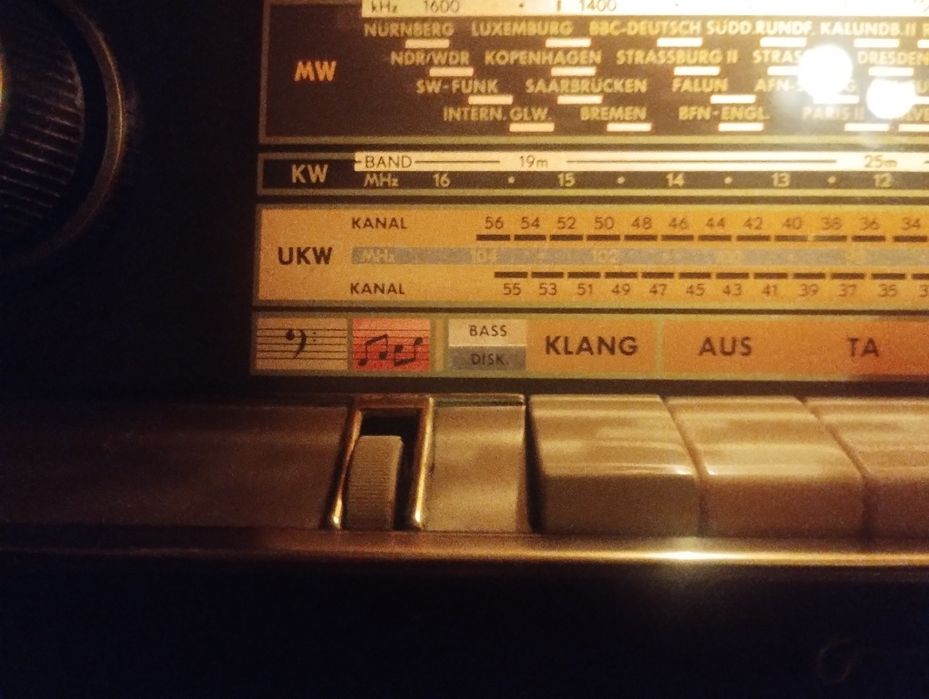 kHz 1600 1400
NÜRNBERG LUXEMBURG BBC-DEUTSCH SÜDD.RUNDF. KALUNDB.II
MW NDR/WDR KOPENHAGEN STRASSBURG II DRESDEN
SW-FUNK SAARBRÜCKEN FALUN
INTERN. GLW. BREMEN BFN-ENGL. PARIS II
KW BAND 19m 25m
MHz 16 15 14 13 12
KANAL 56 54 52 50 48 46 44 42 40 38 36 34
UKW MHz 104 102
KANAL 55 53 51 49 47 45 43 41 39 37 35
BASS
DISK. KLANG AUS TA